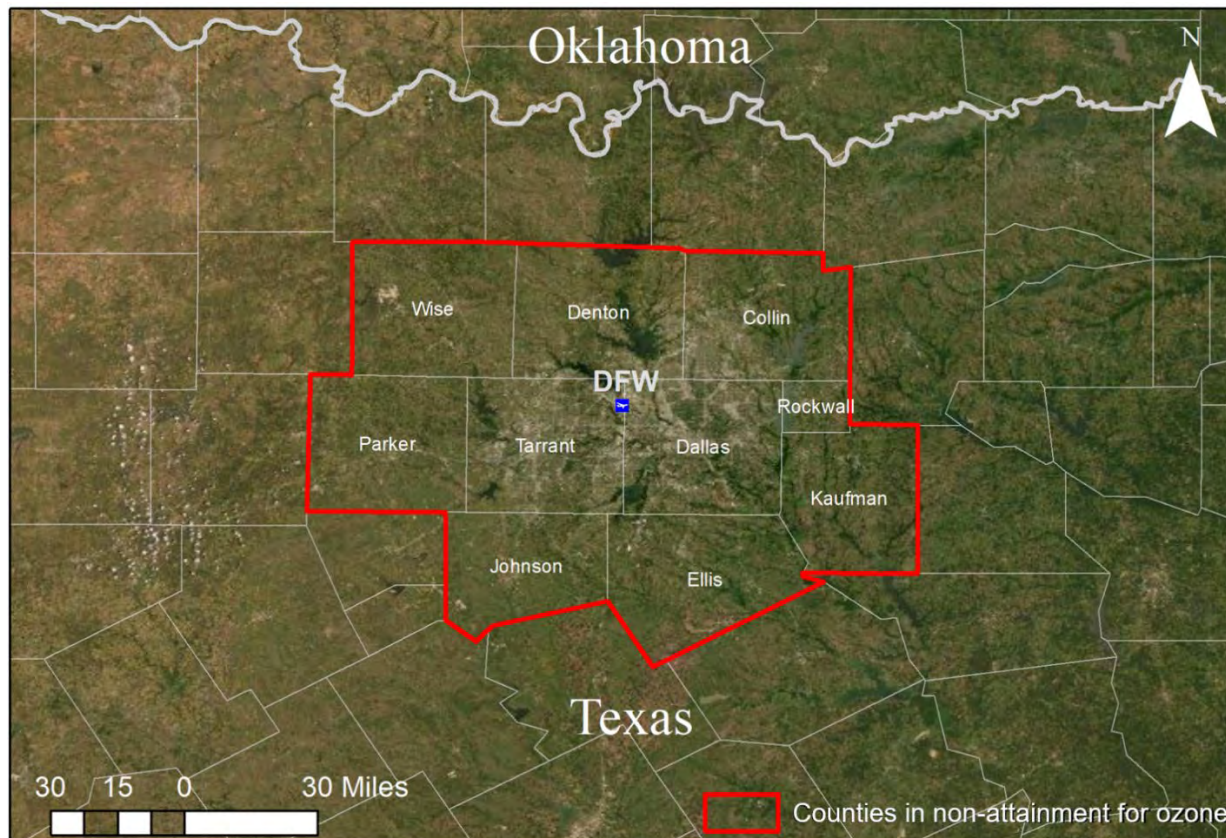 Oklahoma
N
Wise
Denton
Collin
DFW
Rockwall
Parker
Tarrant
Dallas
Kaufman
Johnson
Ellis
Texas
30 15 0 30 Miles
Counties in non-attainment for ozone